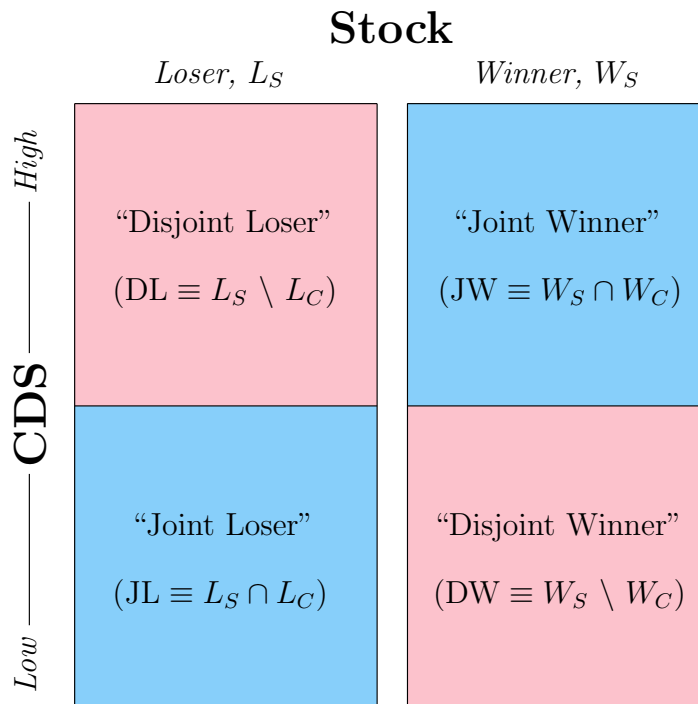 Stock
Loser, L_S
Winner, W_S
High
CDS
Low
“Disjoint Loser”
(DL ≡ L_S \ L_C)
“Joint Winner”
(JW ≡ W_S ∩ W_C)
“Joint Loser”
(JL ≡ L_S ∩ L_C)
“Disjoint Winner”
(DW ≡ W_S \ W_C)